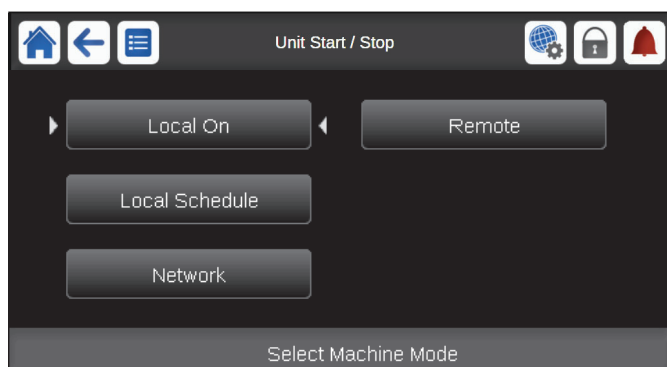 Unit Start / Stop
Local On
Remote
Local Schedule
Network
Select Machine Mode